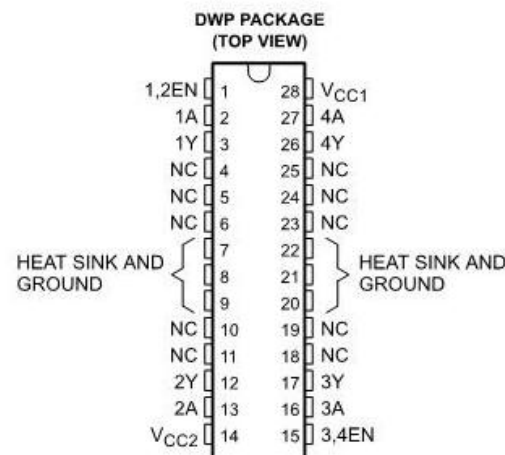 DWP PACKAGE
(TOP VIEW)
1,2EN 1 28 VCC1
1A 2 27 4A
1Y 3 26 4Y
NC 4 25 NC
NC 5 24 NC
NC 6 23 NC
7 22
HEAT SINK AND 8 21 HEAT SINK AND
GROUND 9 20 GROUND
NC 10 19 NC
NC 11 18 NC
2Y 12 17 3Y
2A 13 16 3A
VCC2 14 15 3,4EN